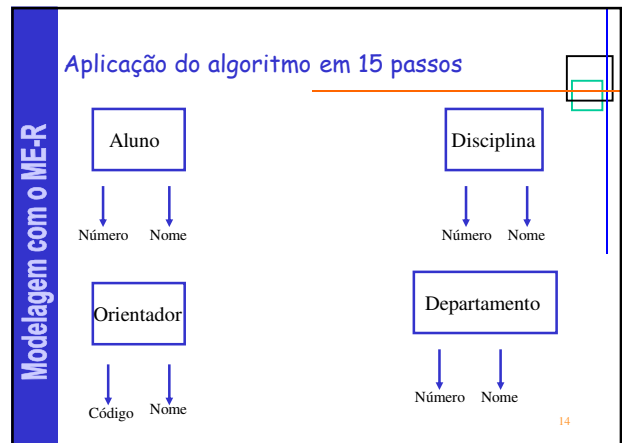 Aplicação do algoritmo em 15 passos
Modelagem com o ME-R
Aluno
Número Nome
Disciplina
Número Nome
Orientador
Código Nome
Departamento
Número Nome
14